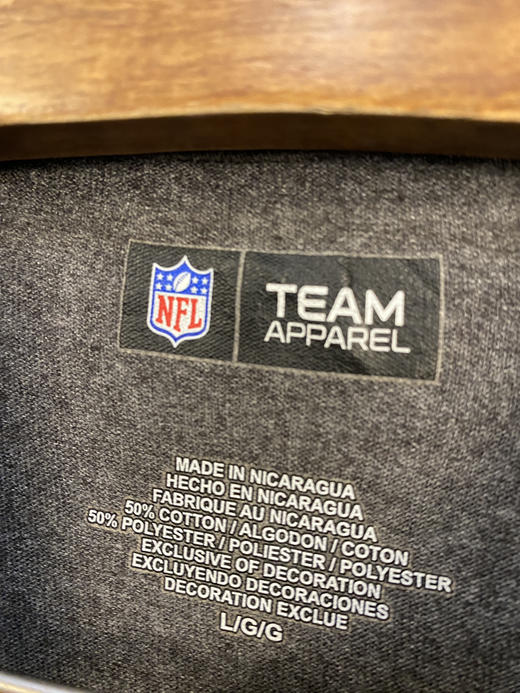 NFL
TEAM
APPAREL
MADE IN NICARAGUA
HECHO EN NICARAGUA
FABRIQUE AU NICARAGUA
50% COTTON / ALGODON / COTON
50% POLYESTER / POLIESTER / POLYESTER
EXCLUSIVE OF DECORATION
EXCLUYENDO DECORACIONES
DECORATION EXCLUE
L/G/G